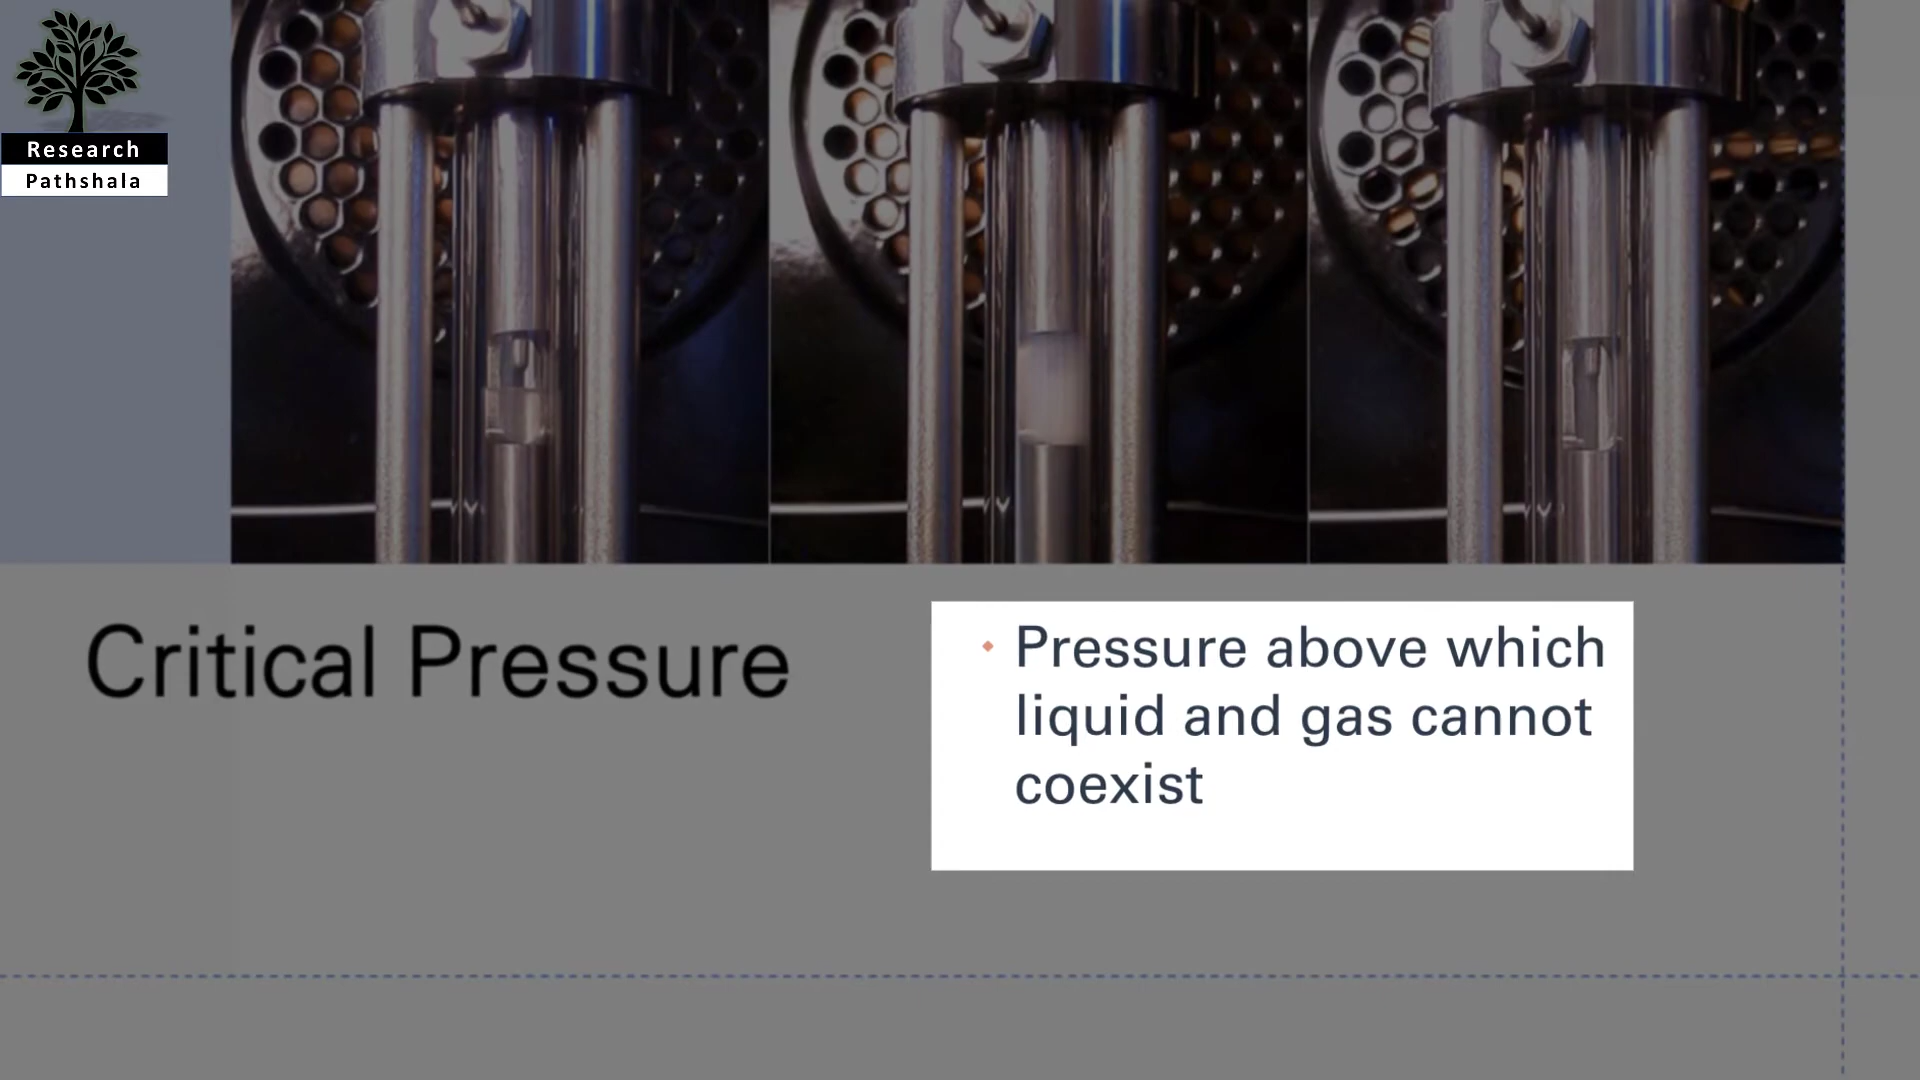 Research
Pathshala
Critical Pressure
Pressure above which
liquid and gas cannot
coexist